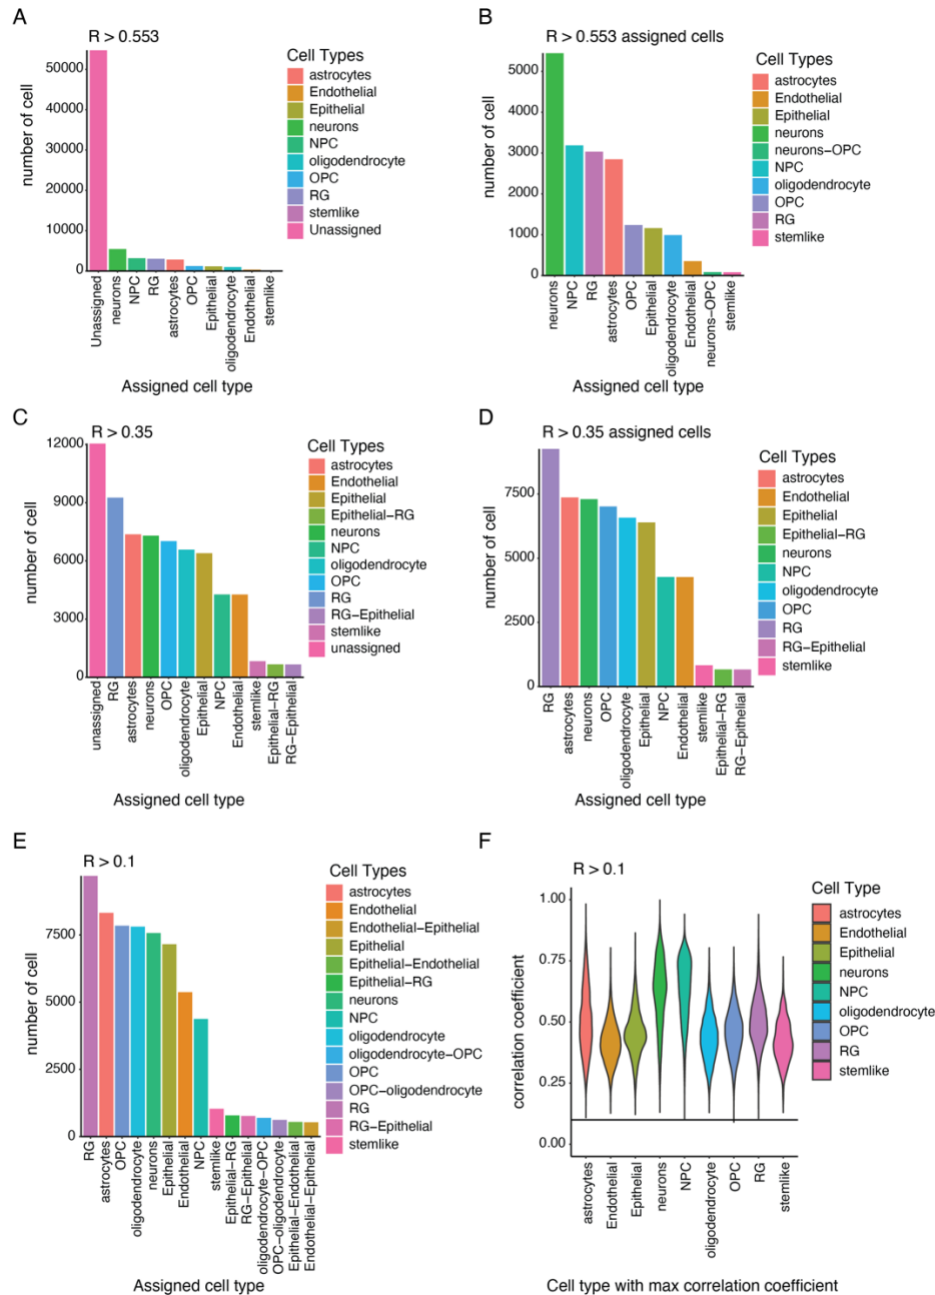 A
R > 0.553
number of cell
50000
40000
30000
20000
10000
0
Unassigned
neurons
NPC
RG
astrocytes
OPC
Epithelial
oligodendrocyte
Endothelial
stemlike
Assigned cell type
Cell Types
astrocytes
Endothelial
Epithelial
neurons
NPC
oligodendrocyte
OPC
RG
stemlike
Unassigned
B
R > 0.553 assigned cells
number of cell
5000
4000
3000
2000
1000
0
neurons
NPC
RG
astrocytes
OPC
Epithelial
oligodendrocyte
Endothelial
neurons-OPC
stemlike
Assigned cell type
Cell Types
astrocytes
Endothelial
Epithelial
neurons
neurons-OPC
NPC
oligodendrocyte
OPC
RG
stemlike
C
R > 0.35
number of cell
12000
9000
6000
3000
0
unassigned
RG
astrocytes
neurons
OPC
oligodendrocyte
Epithelial
NPC
Endothelial
stemlike
Epithelial-RG
RG-Epithelial
Assigned cell type
Cell Types
astrocytes
Endothelial
Epithelial
Epithelial-RG
neurons
NPC
oligodendrocyte
OPC
RG
RG-Epithelial
stemlike
unassigned
D
R > 0.35 assigned cells
number of cell
7500
5000
2500
0
RG
astrocytes
neurons
OPC
oligodendrocyte
Epithelial
NPC
Endothelial
stemlike
Epithelial-RG
RG-Epithelial
Assigned cell type
Cell Types
astrocytes
Endothelial
Epithelial
Epithelial-RG
neurons
NPC
oligodendrocyte
OPC
RG
RG-Epithelial
stemlike
E
R > 0.1
number of cell
7500
5000
2500
0
RG
astrocytes
OPC
oligodendrocyte
neurons
Epithelial
Endothelial
NPC
stemlike
Epithelial-RG
RG-Epithelial
oligodendrocyte-OPC
OPC-oligodendrocyte
Epithelial-Endothelial
Endothelial-Epithelial
Assigned cell type
Cell Types
astrocytes
Endothelial
Endothelial-Epithelial
Epithelial
Epithelial-Endothelial
Epithelial-RG
neurons
NPC
oligodendrocyte
oligodendrocyte-OPC
OPC
OPC-oligodendrocyte
RG
RG-Epithelial
stemlike
F
R > 0.1
correlation coefficient
1.00
0.75
0.50
0.25
0.00
astrocytes
Endothelial
Epithelial
neurons
NPC
oligodendrocyte
OPC
RG
stemlike
Cell type with max correlation coefficient
Cell Type
astrocytes
Endothelial
Epithelial
neurons
NPC
oligodendrocyte
OPC
RG
stemlike